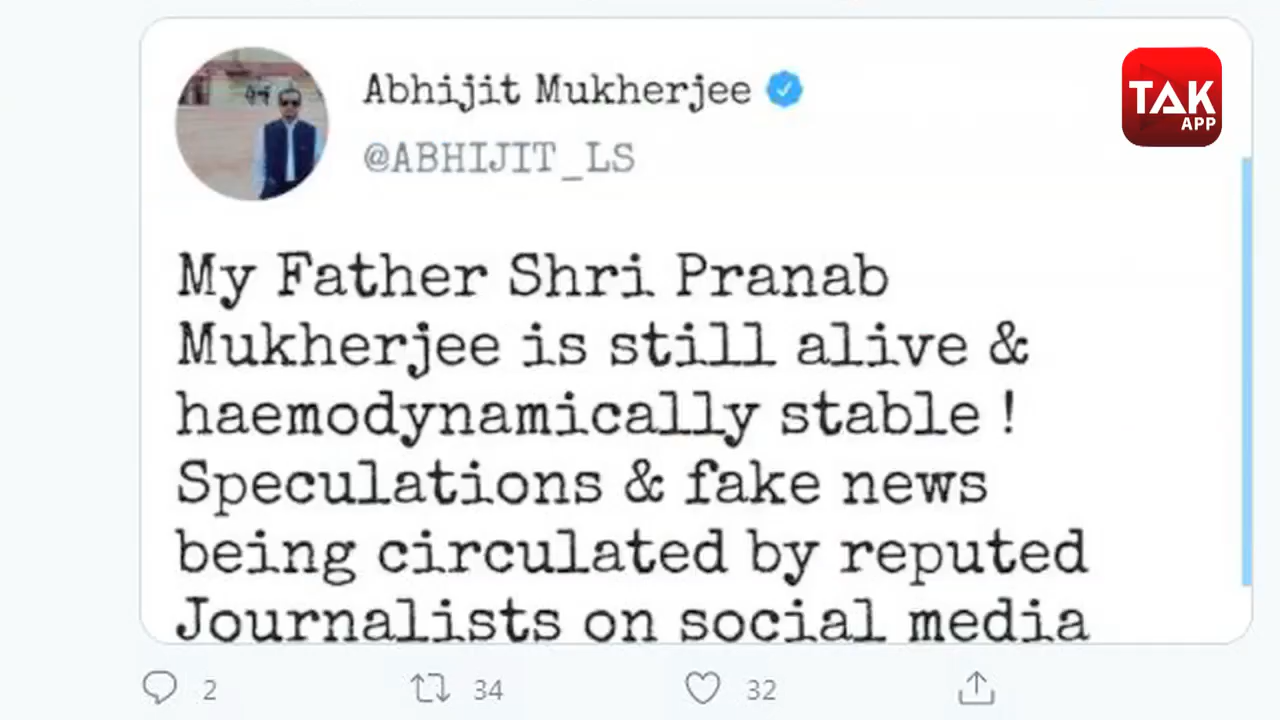 Abhijit Mukherjee
@ABHIJIT_LS
TAK
APP
My Father Shri Pranab
Mukherjee is still alive &
haemodynamically stable !
Speculations & fake news
being circulated by reputed
Journalists on social media
2 34 32